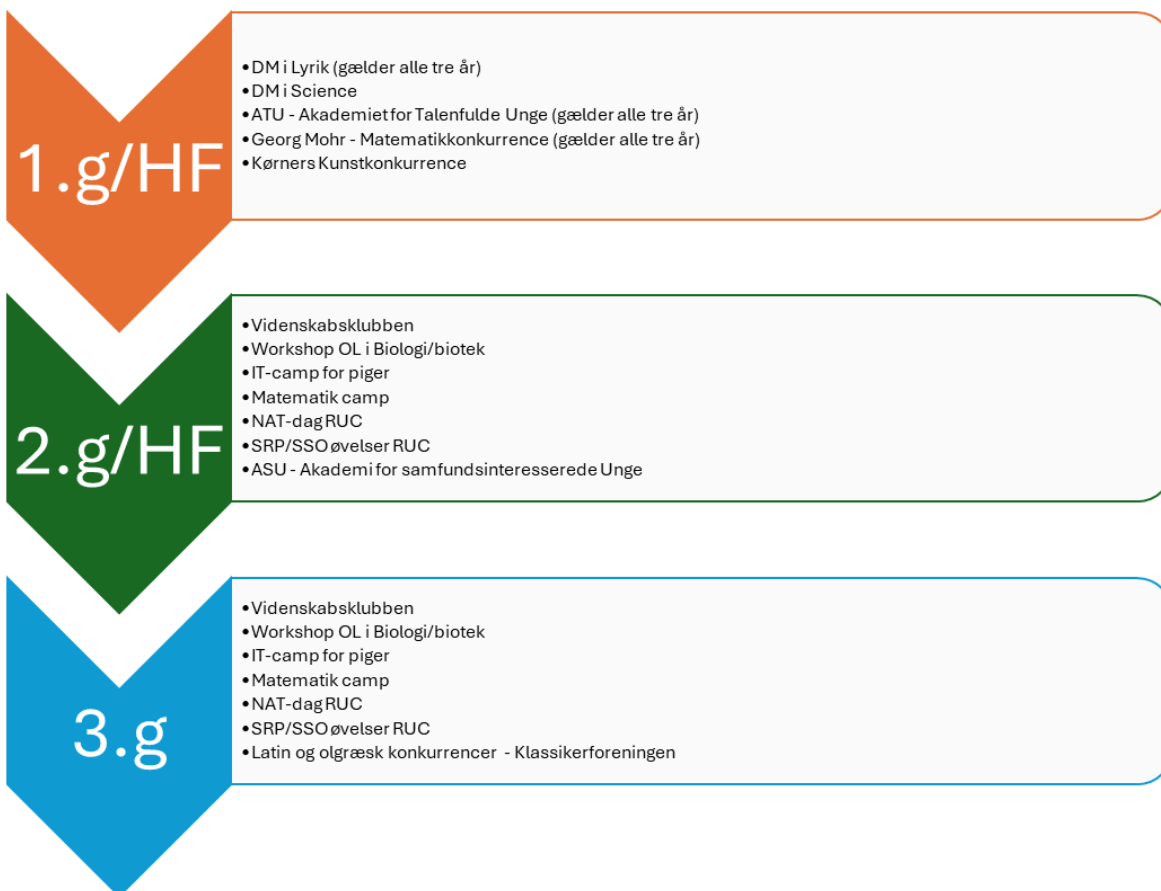 1.g/HF
•DM i Lyrik (gælder alle tre år)
•DM i Science
•ATU - Akademiet for Talenfulde Unge (gælder alle tre år)
•Georg Mohr - Matematikkonkurrence (gælder alle tre år)
•Kørners Kunstkonkurrence
2.g/HF
•Videnskabsklubben
•Workshop OL i Biologi/biotek
•IT-camp for piger
•Matematik camp
•NAT-dag RUC
•SRP/SSO øvelser RUC
•ASU - Akademi for samfundsinteresserede Unge
3.g
•Videnskabsklubben
•Workshop OL i Biologi/biotek
•IT-camp for piger
•Matematik camp
•NAT-dag RUC
•SRP/SSO øvelser RUC
•Latin og olgræsk konkurrencer - Klassikerforeningen